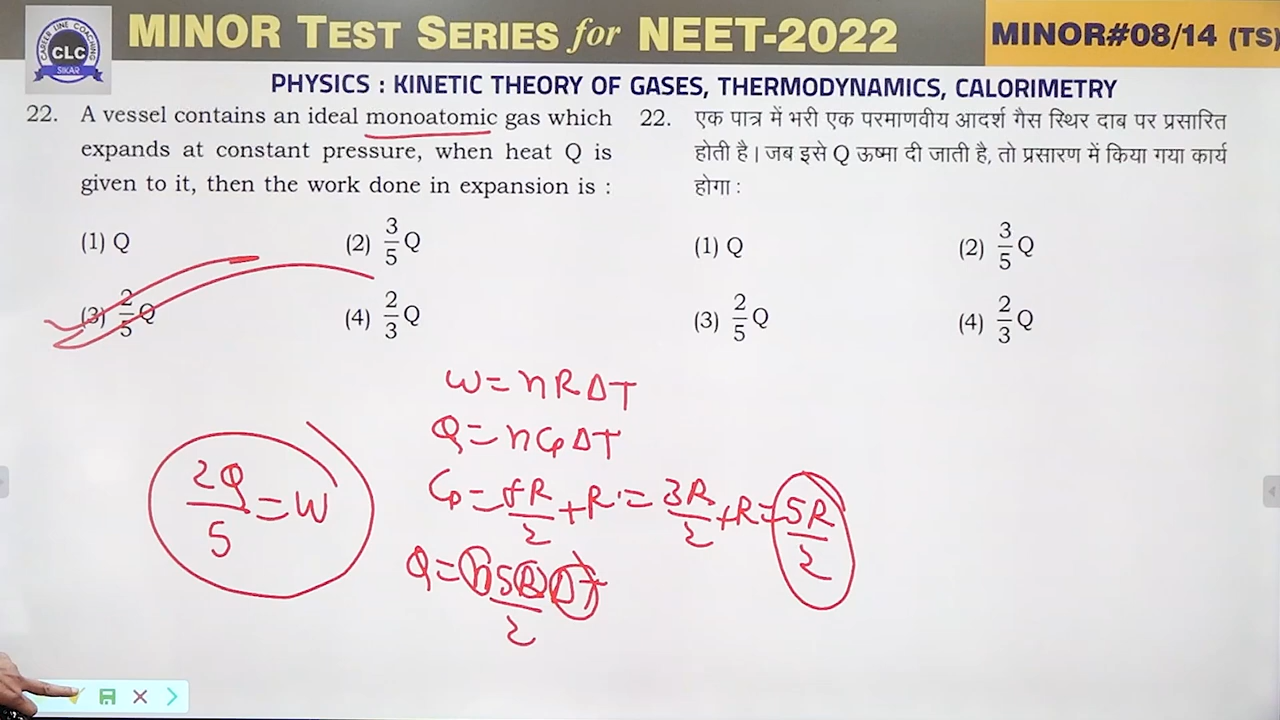 CAREER LINE COACHING
CLC
SIKAR
MINOR TEST SERIES for NEET-2022
MINOR#08/14 (TS)
PHYSICS : KINETIC THEORY OF GASES, THERMODYNAMICS, CALORIMETRY
22. A vessel contains an ideal monoatomic gas which
expands at constant pressure, when heat Q is
given to it, then the work done in expansion is :
(1) Q (2) 3/5 Q
(3) 2/5 Q (4) 2/3 Q
22. एक पात्र में भरी एक परमाणवीय आदर्श गैस स्थिर दाब पर प्रसारित
होती है। जब इसे Q ऊष्मा दी जाती है, तो प्रसारण में किया गया कार्य
होगा :
(1) Q (2) 3/5 Q
(3) 2/5 Q (4) 2/3 Q
W = nRΔT
Q = nCpΔT
Cp = fR/2 + R = 3R/2 + R = 5R/2
Q = n5RΔT/2
2Q/5 = W